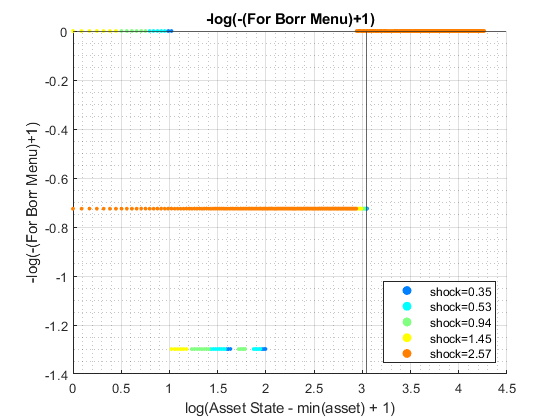 -log(-(For Borr Menu)+1)
0
-0.2
-0.4
-0.6
-0.8
-1
-1.2
-1.4
-log(-(For Borr Menu)+1)
shock=0.35
shock=0.53
shock=0.94
shock=1.45
shock=2.57
0 0.5 1 1.5 2 2.5 3 3.5 4 4.5
log(Asset State - min(asset) + 1)